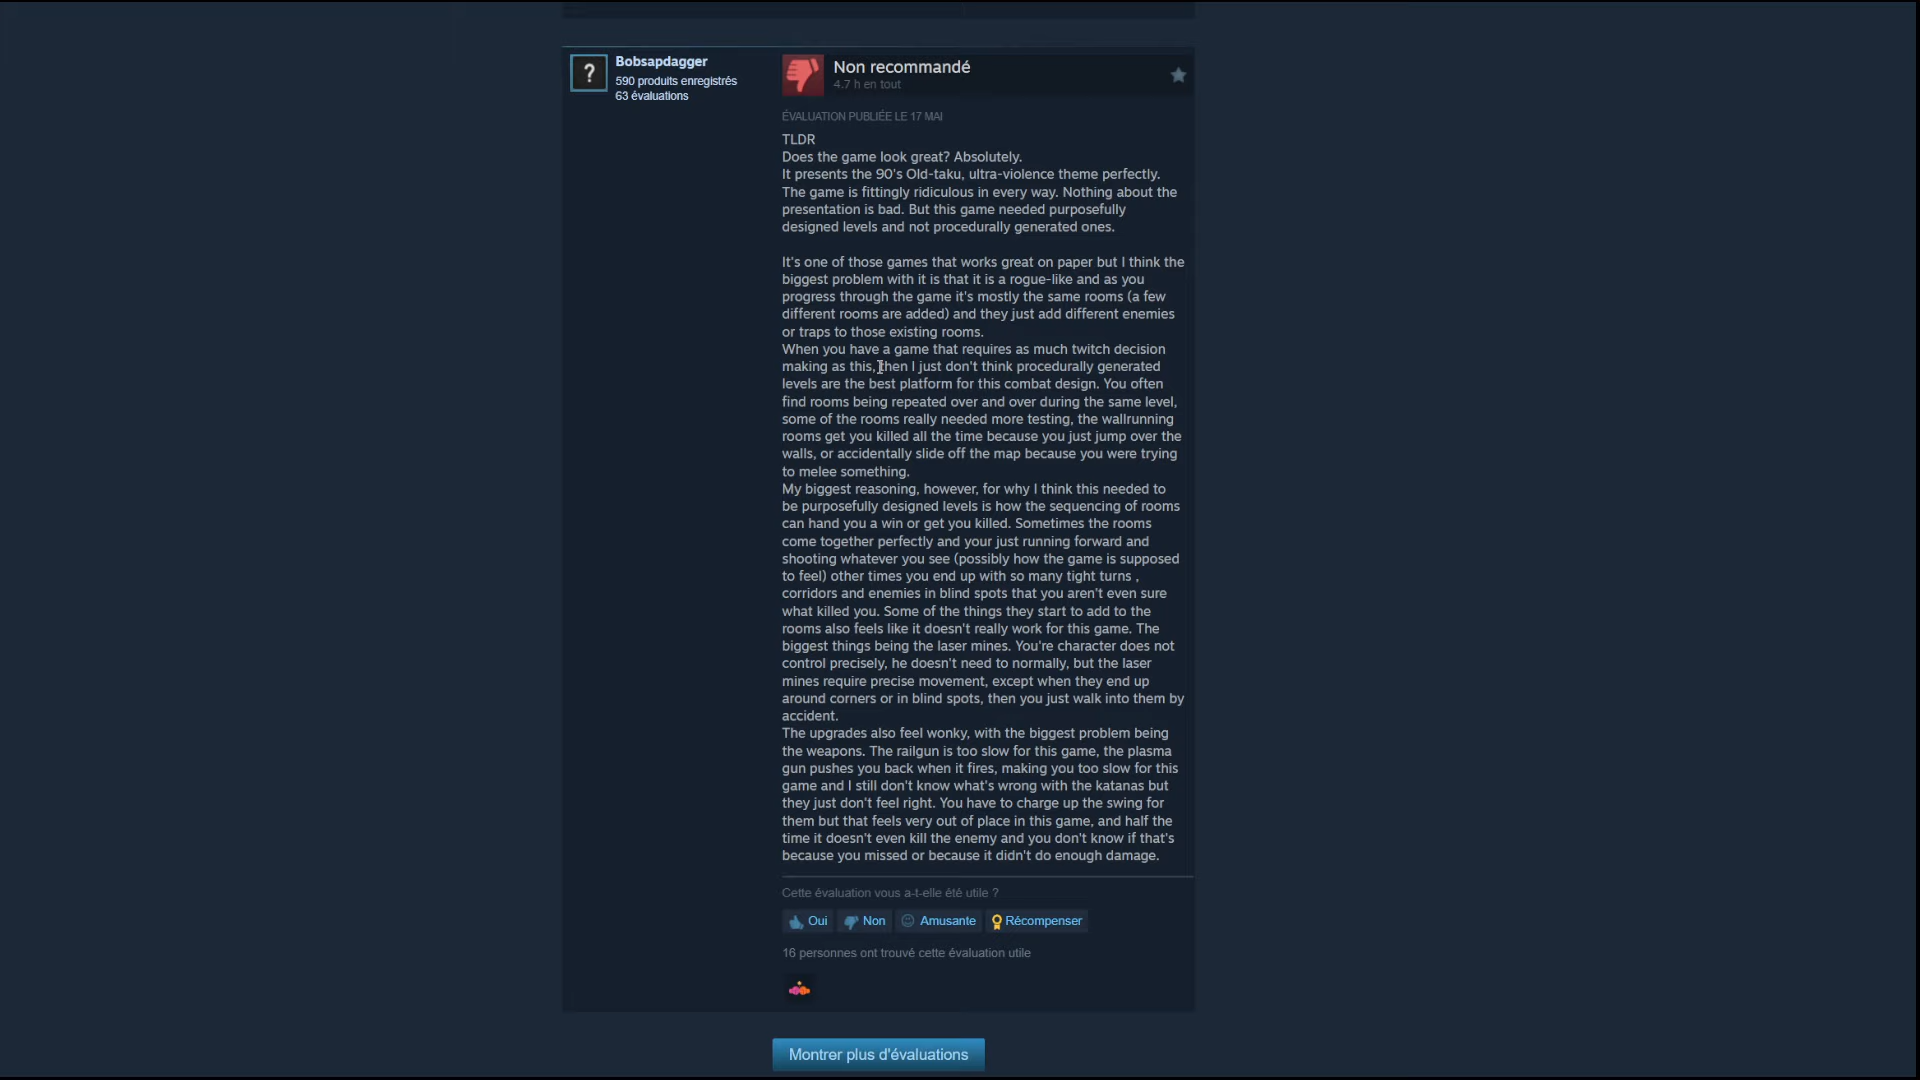 Bobsapdagger
590 produits enregistrés
63 évaluations
?
Non recommandé
4.7 h en tout
ÉVALUATION PUBLIÉE LE 17 MAI
TLDR
Does the game look great? Absolutely.
It presents the 90's Old-taku, ultra-violence theme perfectly.
The game is fittingly ridiculous in every way. Nothing about the
presentation is bad. But this game needed purposefully
designed levels and not procedurally generated ones.
It's one of those games that works great on paper but I think the
biggest problem with it is that it is a rogue-like and as you
progress through the game it's mostly the same rooms (a few
different rooms are added) and they just add different enemies
or traps to those existing rooms.
When you have a game that requires as much twitch decision
making as this, then I just don't think procedurally generated
levels are the best platform for this combat design. You often
find rooms being repeated over and over during the same level,
some of the rooms really needed more testing, the wallrunning
rooms get you killed all the time because you just jump over the
walls, or accidentally slide off the map because you were trying
to melee something.
My biggest reasoning, however, for why I think this needed to
be purposefully designed levels is how the sequencing of rooms
can hand you a win or get you killed. Sometimes the rooms
come together perfectly and your just running forward and
shooting whatever you see (possibly how the game is supposed
to feel) other times you end up with so many tight turns ,
corridors and enemies in blind spots that you aren't even sure
what killed you. Some of the things they start to add to the
rooms also feels like it doesn't really work for this game. The
biggest things being the laser mines. You're character does not
control precisely, he doesn't need to normally, but the laser
mines require precise movement, except when they end up
around corners or in blind spots, then you just walk into them by
accident.
The upgrades also feel wonky, with the biggest problem being
the weapons. The railgun is too slow for this game, the plasma
gun pushes you back when it fires, making you too slow for this
game and I still don't know what's wrong with the katanas but
they just don't feel right. You have to charge up the swing for
them but that feels very out of place in this game, and half the
time it doesn't even kill the enemy and you don't know if that's
because you missed or because it didn't do enough damage.
Cette évaluation vous a-t-elle été utile ?
Oui Non Amusante Récompenser
16 personnes ont trouvé cette évaluation utile
Montrer plus d'évaluations